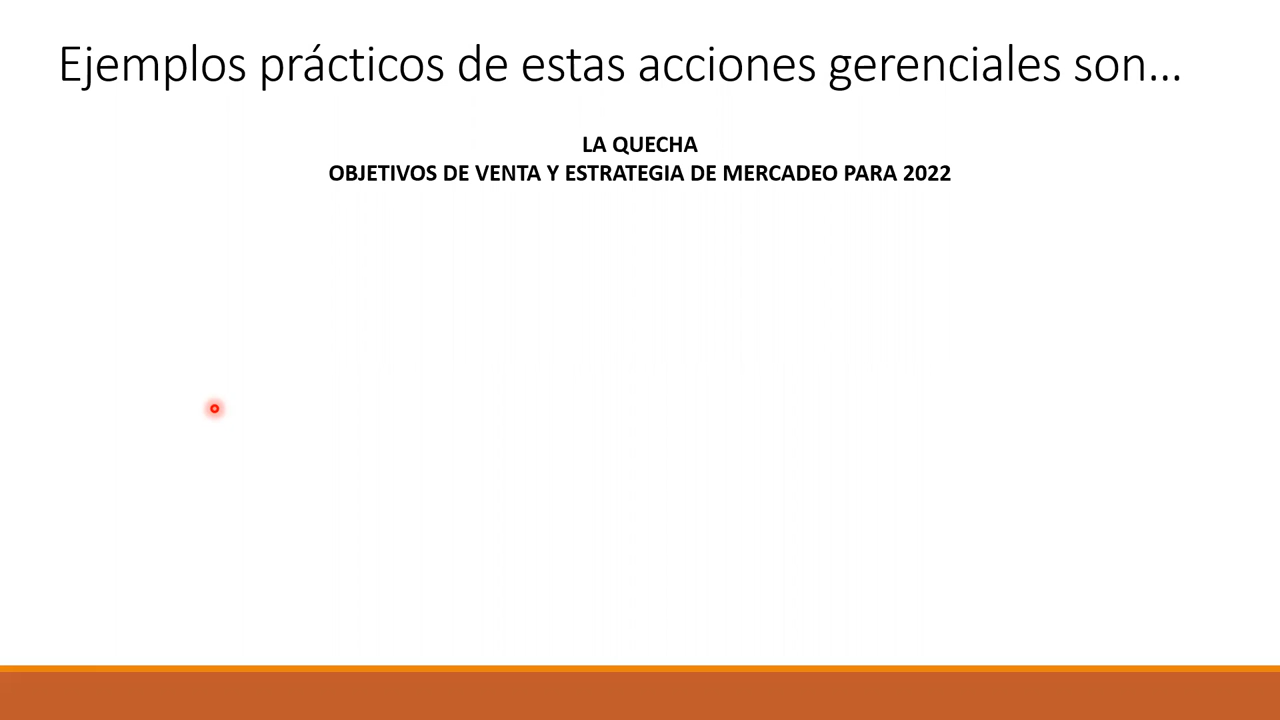 Ejemplos prácticos de estas acciones gerenciales son...
LA QUECHA
OBJETIVOS DE VENTA Y ESTRATEGIA DE MERCADEO PARA 2022